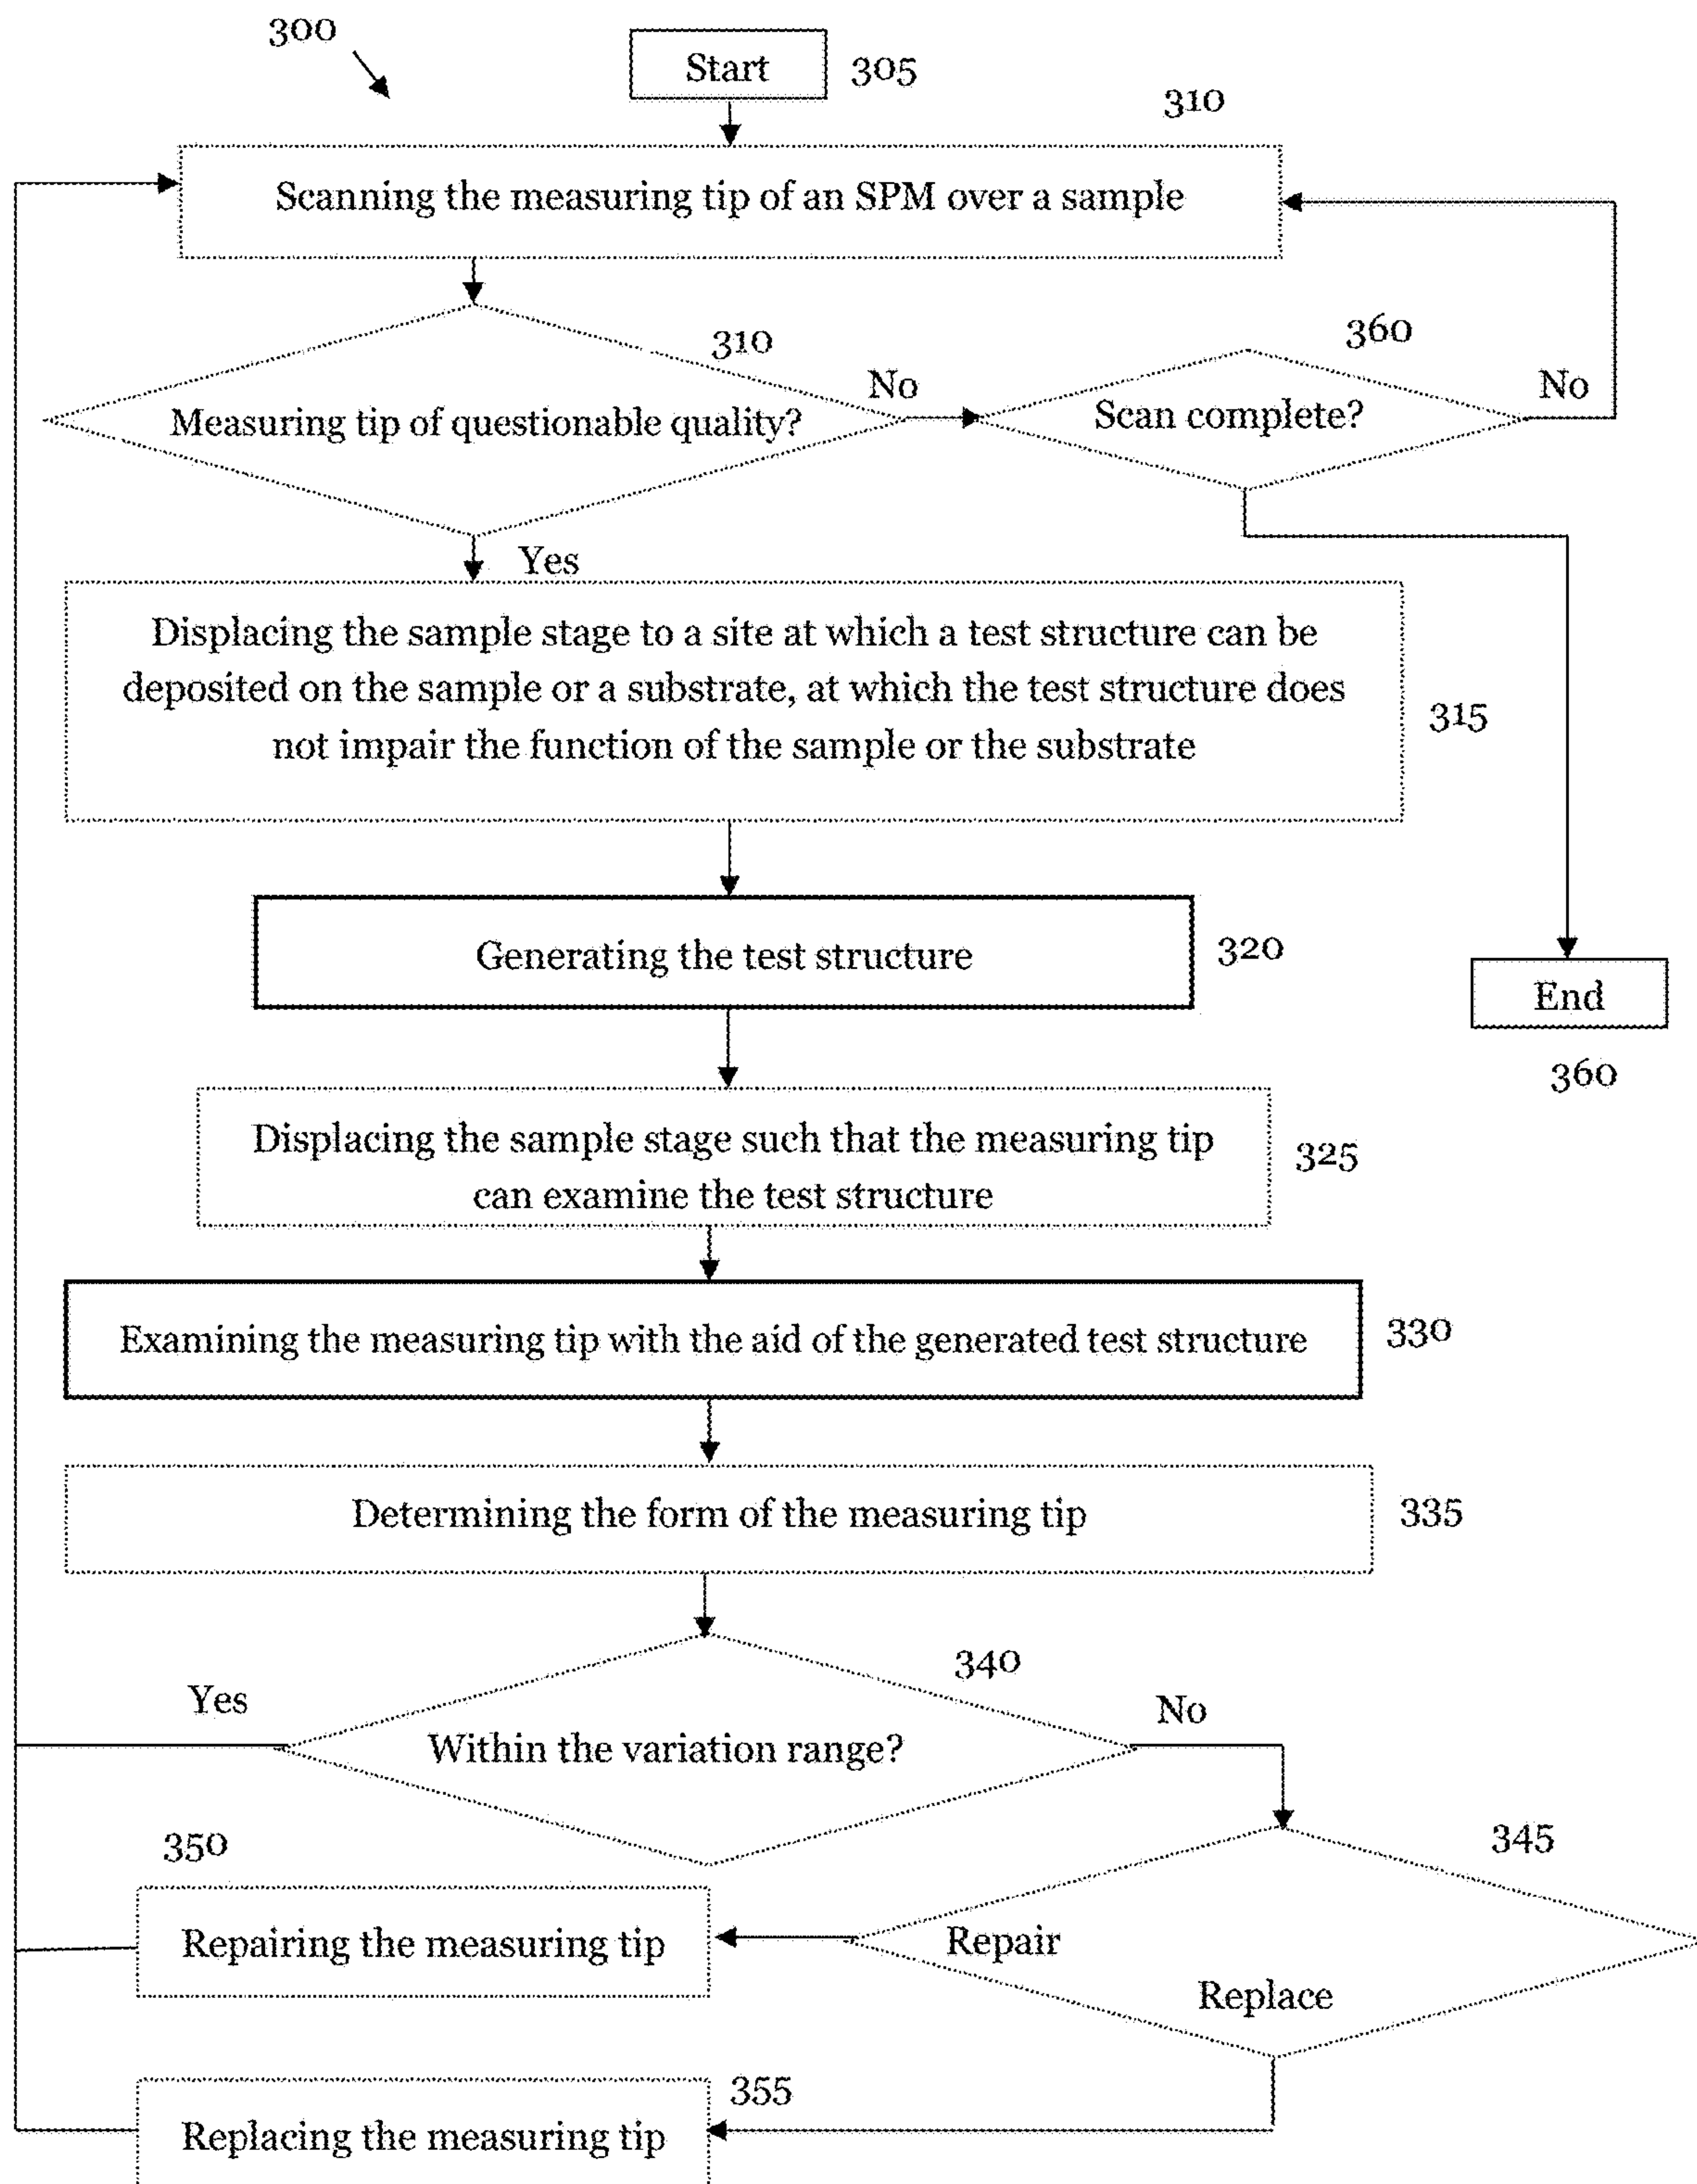 300
Start
305
310
Scanning the measuring tip of an SPM over a sample
310
Measuring tip of questionable quality?
No
360
Scan complete?
No
Yes
Displacing the sample stage to a site at which a test structure can be
deposited on the sample or a substrate, at which the test structure does
not impair the function of the sample or the substrate
315
Generating the test structure
320
End
360
Displacing the sample stage such that the measuring tip
can examine the test structure
325
Examining the measuring tip with the aid of the generated test structure
330
Determining the form of the measuring tip
335
340
Yes
Within the variation range?
No
345
350
Repairing the measuring tip
Repair
Replace
355
Replacing the measuring tip